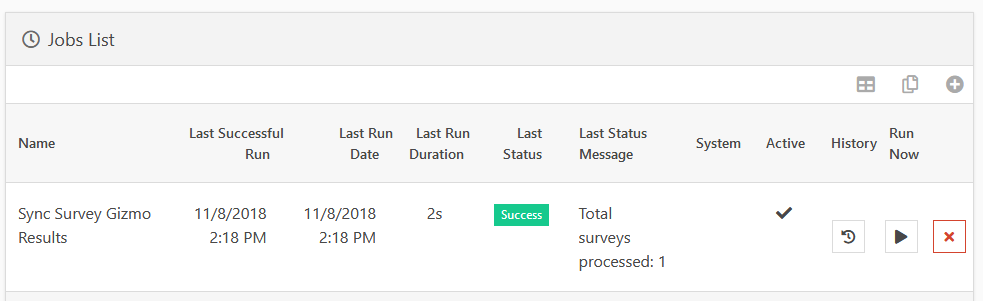 Jobs List
Name Last Successful Run Last Run Date Last Run Duration Last Status Last Status Message System Active History Run Now
Sync Survey Gizmo Results 11/8/2018 2:18 PM 11/8/2018 2:18 PM 2s Success Total surveys processed: 1